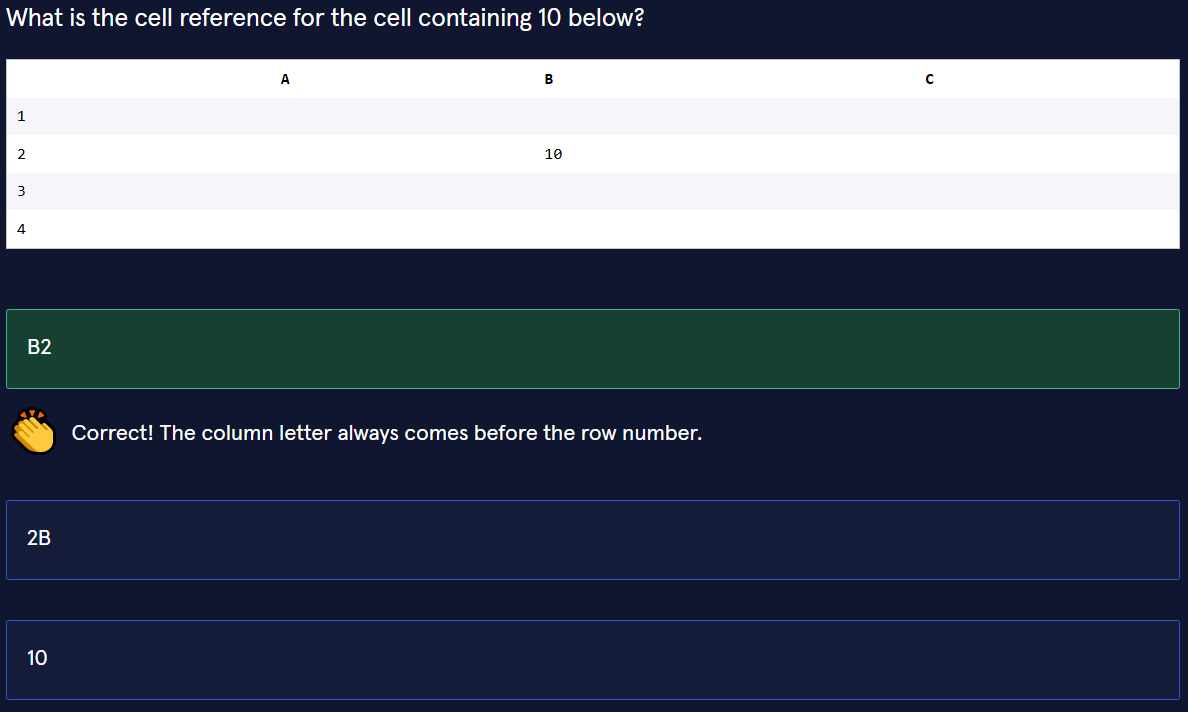 What is the cell reference for the cell containing 10 below?
A B C
1
2 10
3
4
B2
Correct! The column letter always comes before the row number.
2B
10